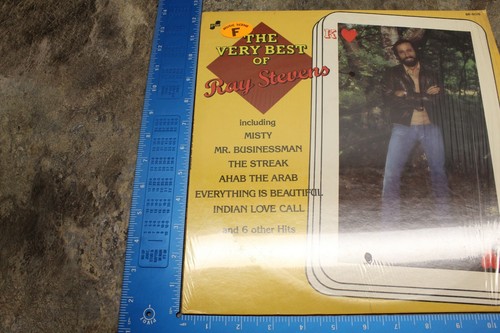 F
THE
VERY BEST
OF
Ray Stevens
K
including
MISTY
MR. BUSINESSMAN
THE STREAK
AHAB THE ARAB
EVERYTHING IS BEAUTIFUL
INDIAN LOVE CALL
and 6 other Hits